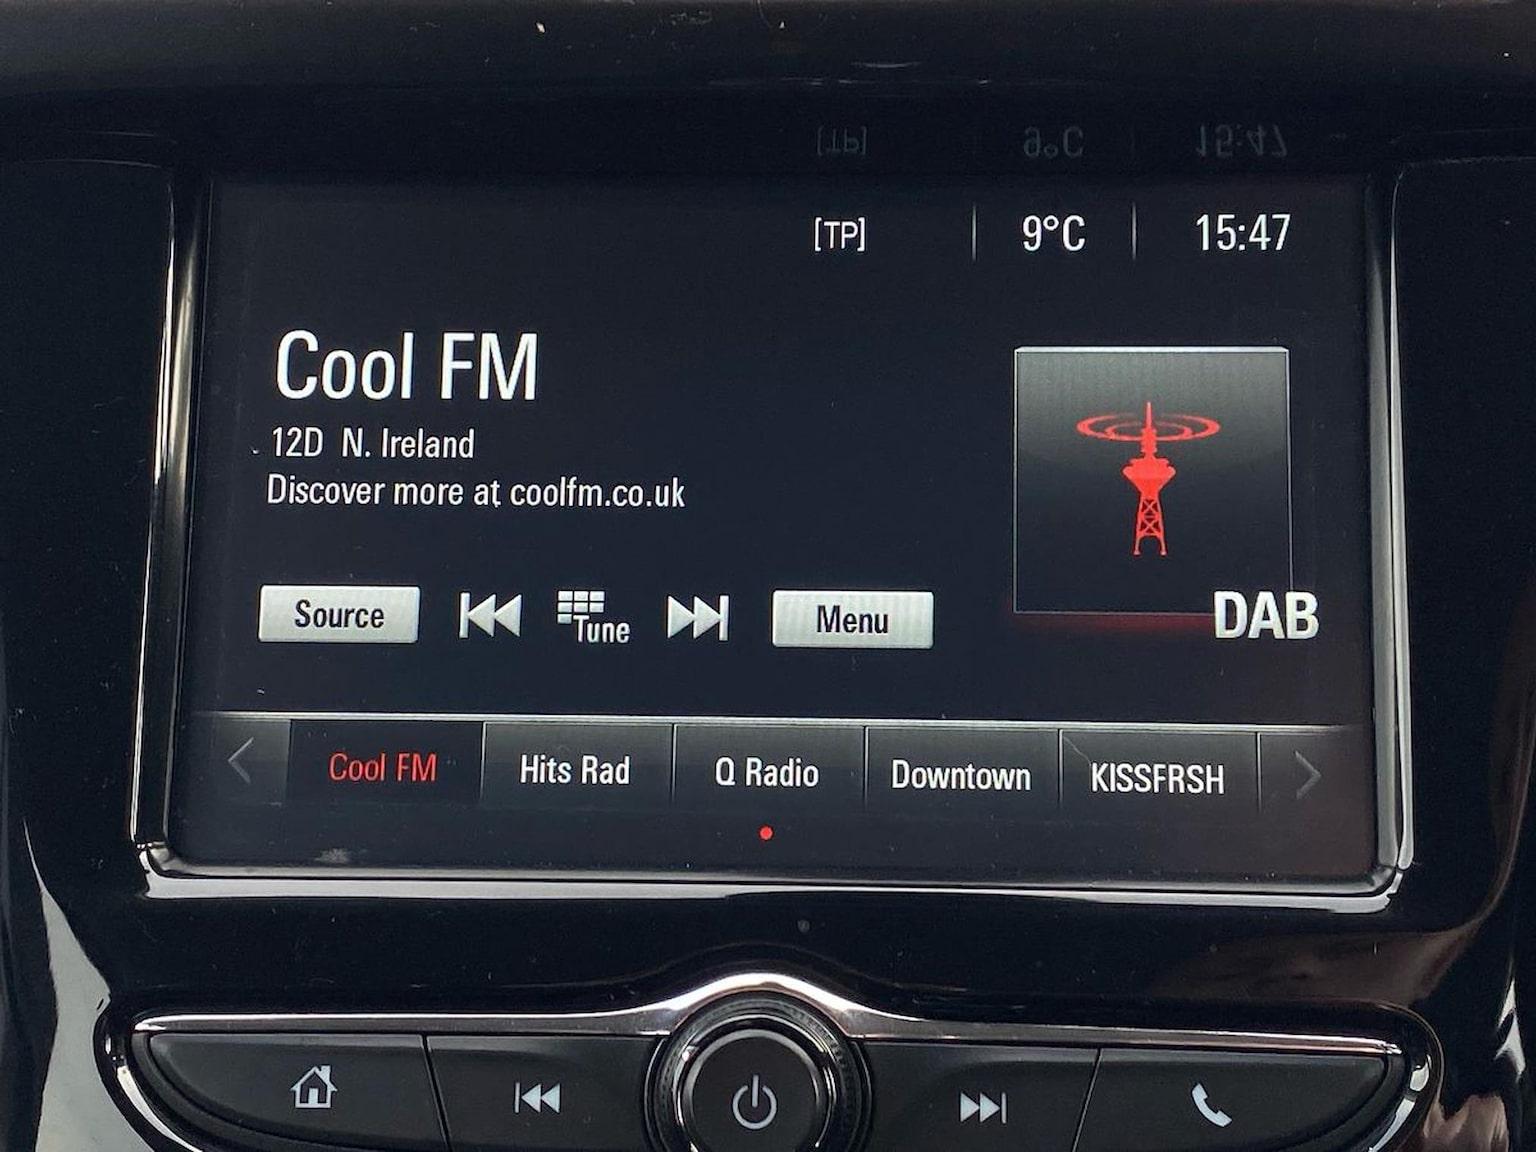 [TP] 9°C 15:47
Cool FM
12D N. Ireland
Discover more at coolfm.co.uk
Source Tune Menu
DAB
Cool FM Hits Rad Q Radio Downtown KISSFRSH